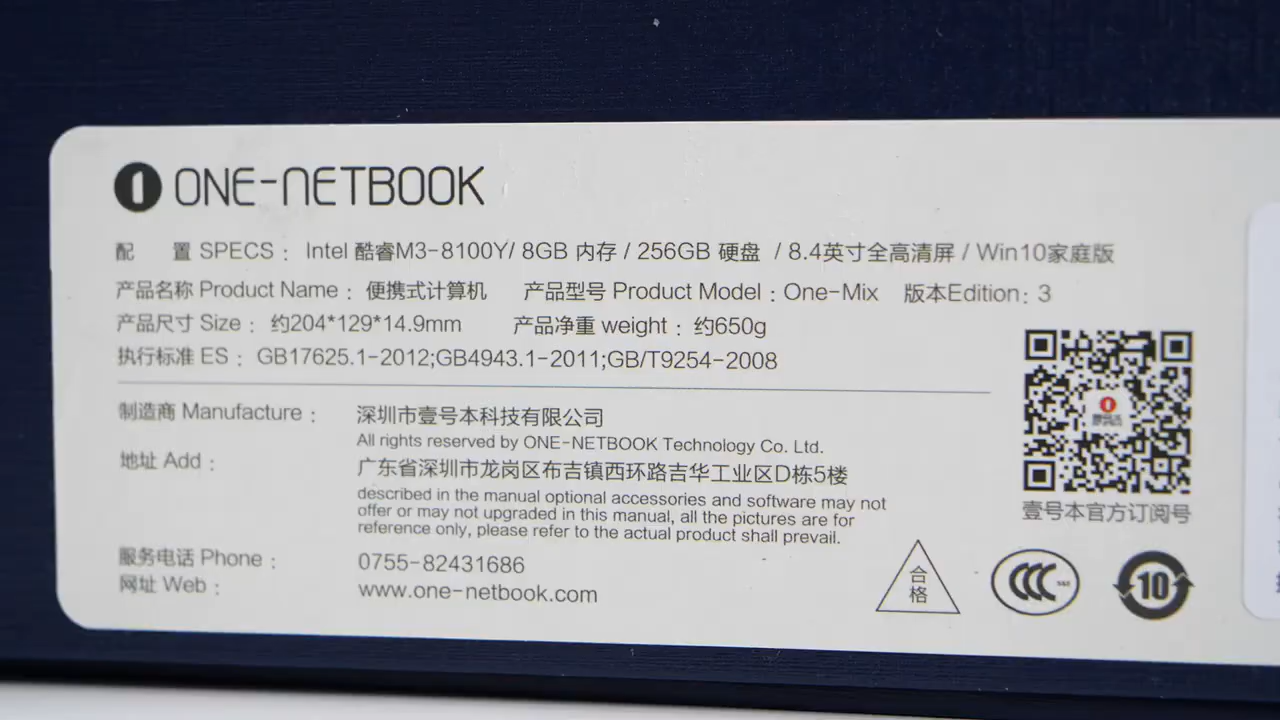 ONE-NETBOOK
配 置 SPECS： Intel 酷睿M3-8100Y/ 8GB 内存 / 256GB 硬盘 / 8.4英寸全高清屏 / Win10家庭版
产品名称 Product Name： 便携式计算机 产品型号 Product Model：One-Mix 版本Edition：3
产品尺寸 Size： 约204*129*14.9mm 产品净重 weight： 约650g
执行标准 ES： GB17625.1-2012;GB4943.1-2011;GB/T9254-2008
制造商 Manufacture： 深圳市壹号本科技有限公司
All rights reserved by ONE-NETBOOK Technology Co. Ltd.
地址 Add： 广东省深圳市龙岗区布吉镇西环路吉华工业区D栋5楼
described in the manual optional accessories and software may not
offer or may not upgraded in this manual, all the pictures are for
reference only, please refer to the actual product shall prevail.
服务电话 Phone： 0755-82431686
网址 Web： www.one-netbook.com
壹号本官方订阅号
合格
CCC
10